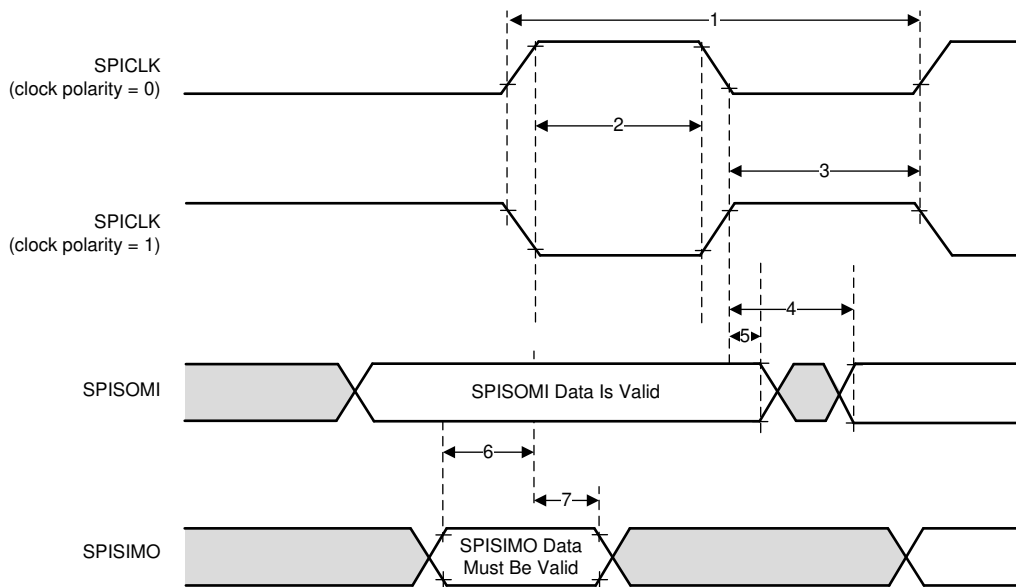 1
SPICLK
(clock polarity = 0)
2
3
SPICLK
(clock polarity = 1)
4
5
SPISOMI
SPISOMI Data Is Valid
6
7
SPISIMO
SPISIMO Data
Must Be Valid